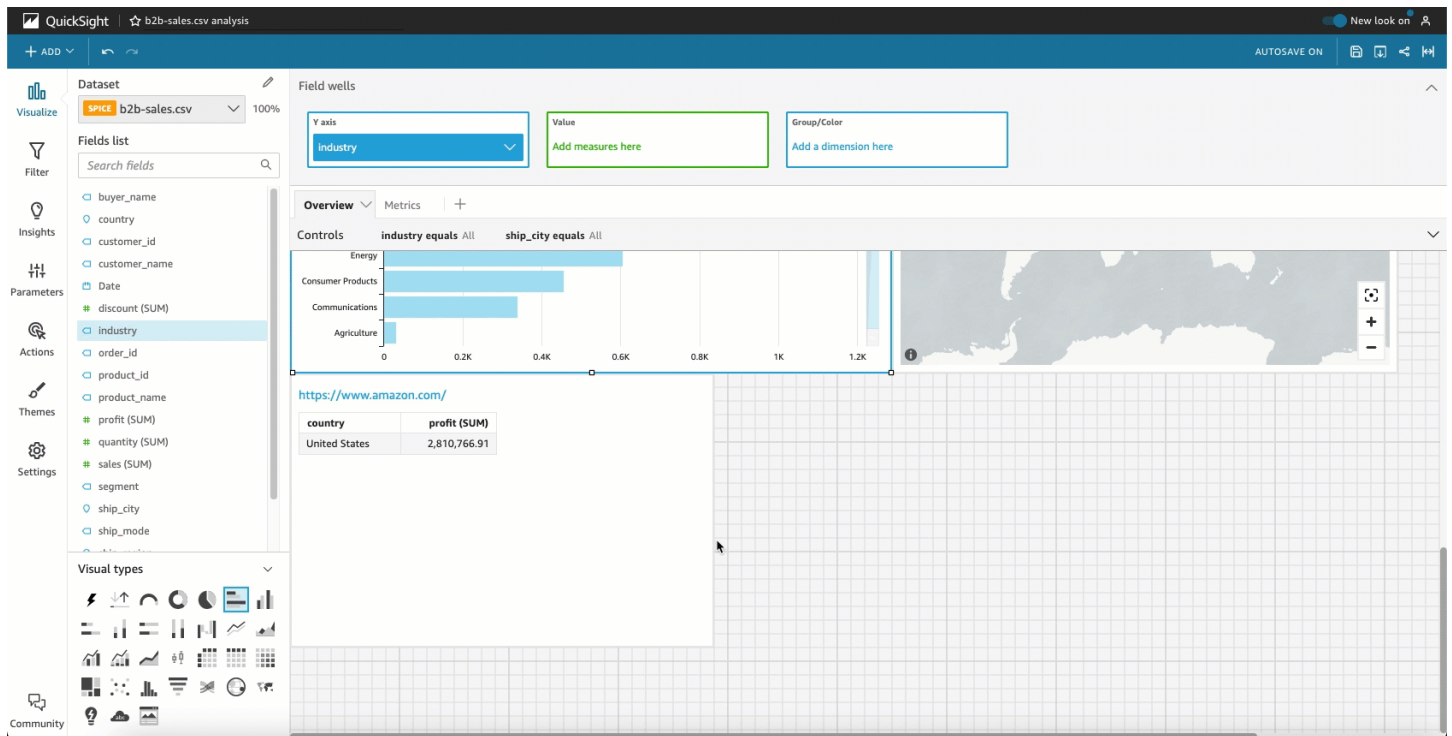 QuickSight
b2b-sales.csv analysis
New look on
ADD
AUTOSAVE ON
Visualize
Filter
Insights
Parameters
Actions
Themes
Settings
Community
Dataset
SPICE b2b-sales.csv 100%
Fields list
Search fields
buyer_name
country
customer_id
customer_name
Date
discount (SUM)
industry
order_id
product_id
product_name
profit (SUM)
quantity (SUM)
sales (SUM)
segment
ship_city
ship_mode
Visual types
Field wells
Y axis
industry
Value
Add measures here
Group/Color
Add a dimension here
Overview Metrics
Controls industry equals All ship_city equals All
Energy
Consumer Products
Communications
Agriculture
0 0.2K 0.4K 0.6K 0.8K 1K 1.2K
https://www.amazon.com/
country profit (SUM)
United States 2,810,766.91